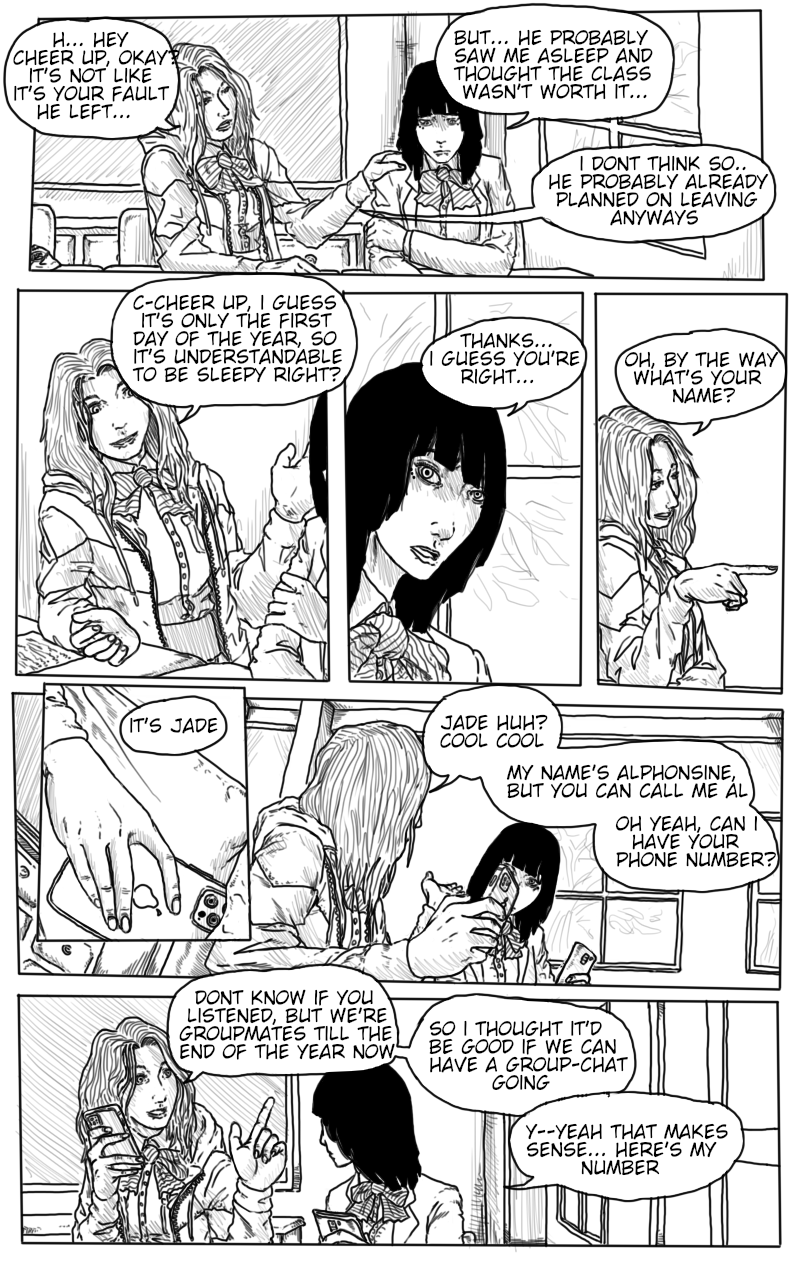 H... HEY
CHEER UP, OKAY?
IT'S NOT LIKE
IT'S YOUR FAULT
HE LEFT...
BUT... HE PROBABLY
SAW ME ASLEEP AND
THOUGHT THE CLASS
WASN'T WORTH IT...
I DONT THINK SO..
HE PROBABLY ALREADY
PLANNED ON LEAVING
ANYWAYS
C-CHEER UP, I GUESS
IT'S ONLY THE FIRST
DAY OF THE YEAR, SO
IT'S UNDERSTANDABLE
TO BE SLEEPY RIGHT?
THANKS...
I GUESS YOU'RE
RIGHT...
OH, BY THE WAY
WHAT'S YOUR
NAME?
IT'S JADE
JADE HUH?
COOL COOL
MY NAME'S ALPHONSINE,
BUT YOU CAN CALL ME AL
OH YEAH, CAN I
HAVE YOUR
PHONE NUMBER?
DONT KNOW IF YOU
LISTENED, BUT WE'RE
GROUPMATES TILL THE
END OF THE YEAR NOW
SO I THOUGHT IT'D
BE GOOD IF WE CAN
HAVE A GROUP-CHAT
GOING
Y--YEAH THAT MAKES
SENSE... HERE'S MY
NUMBER